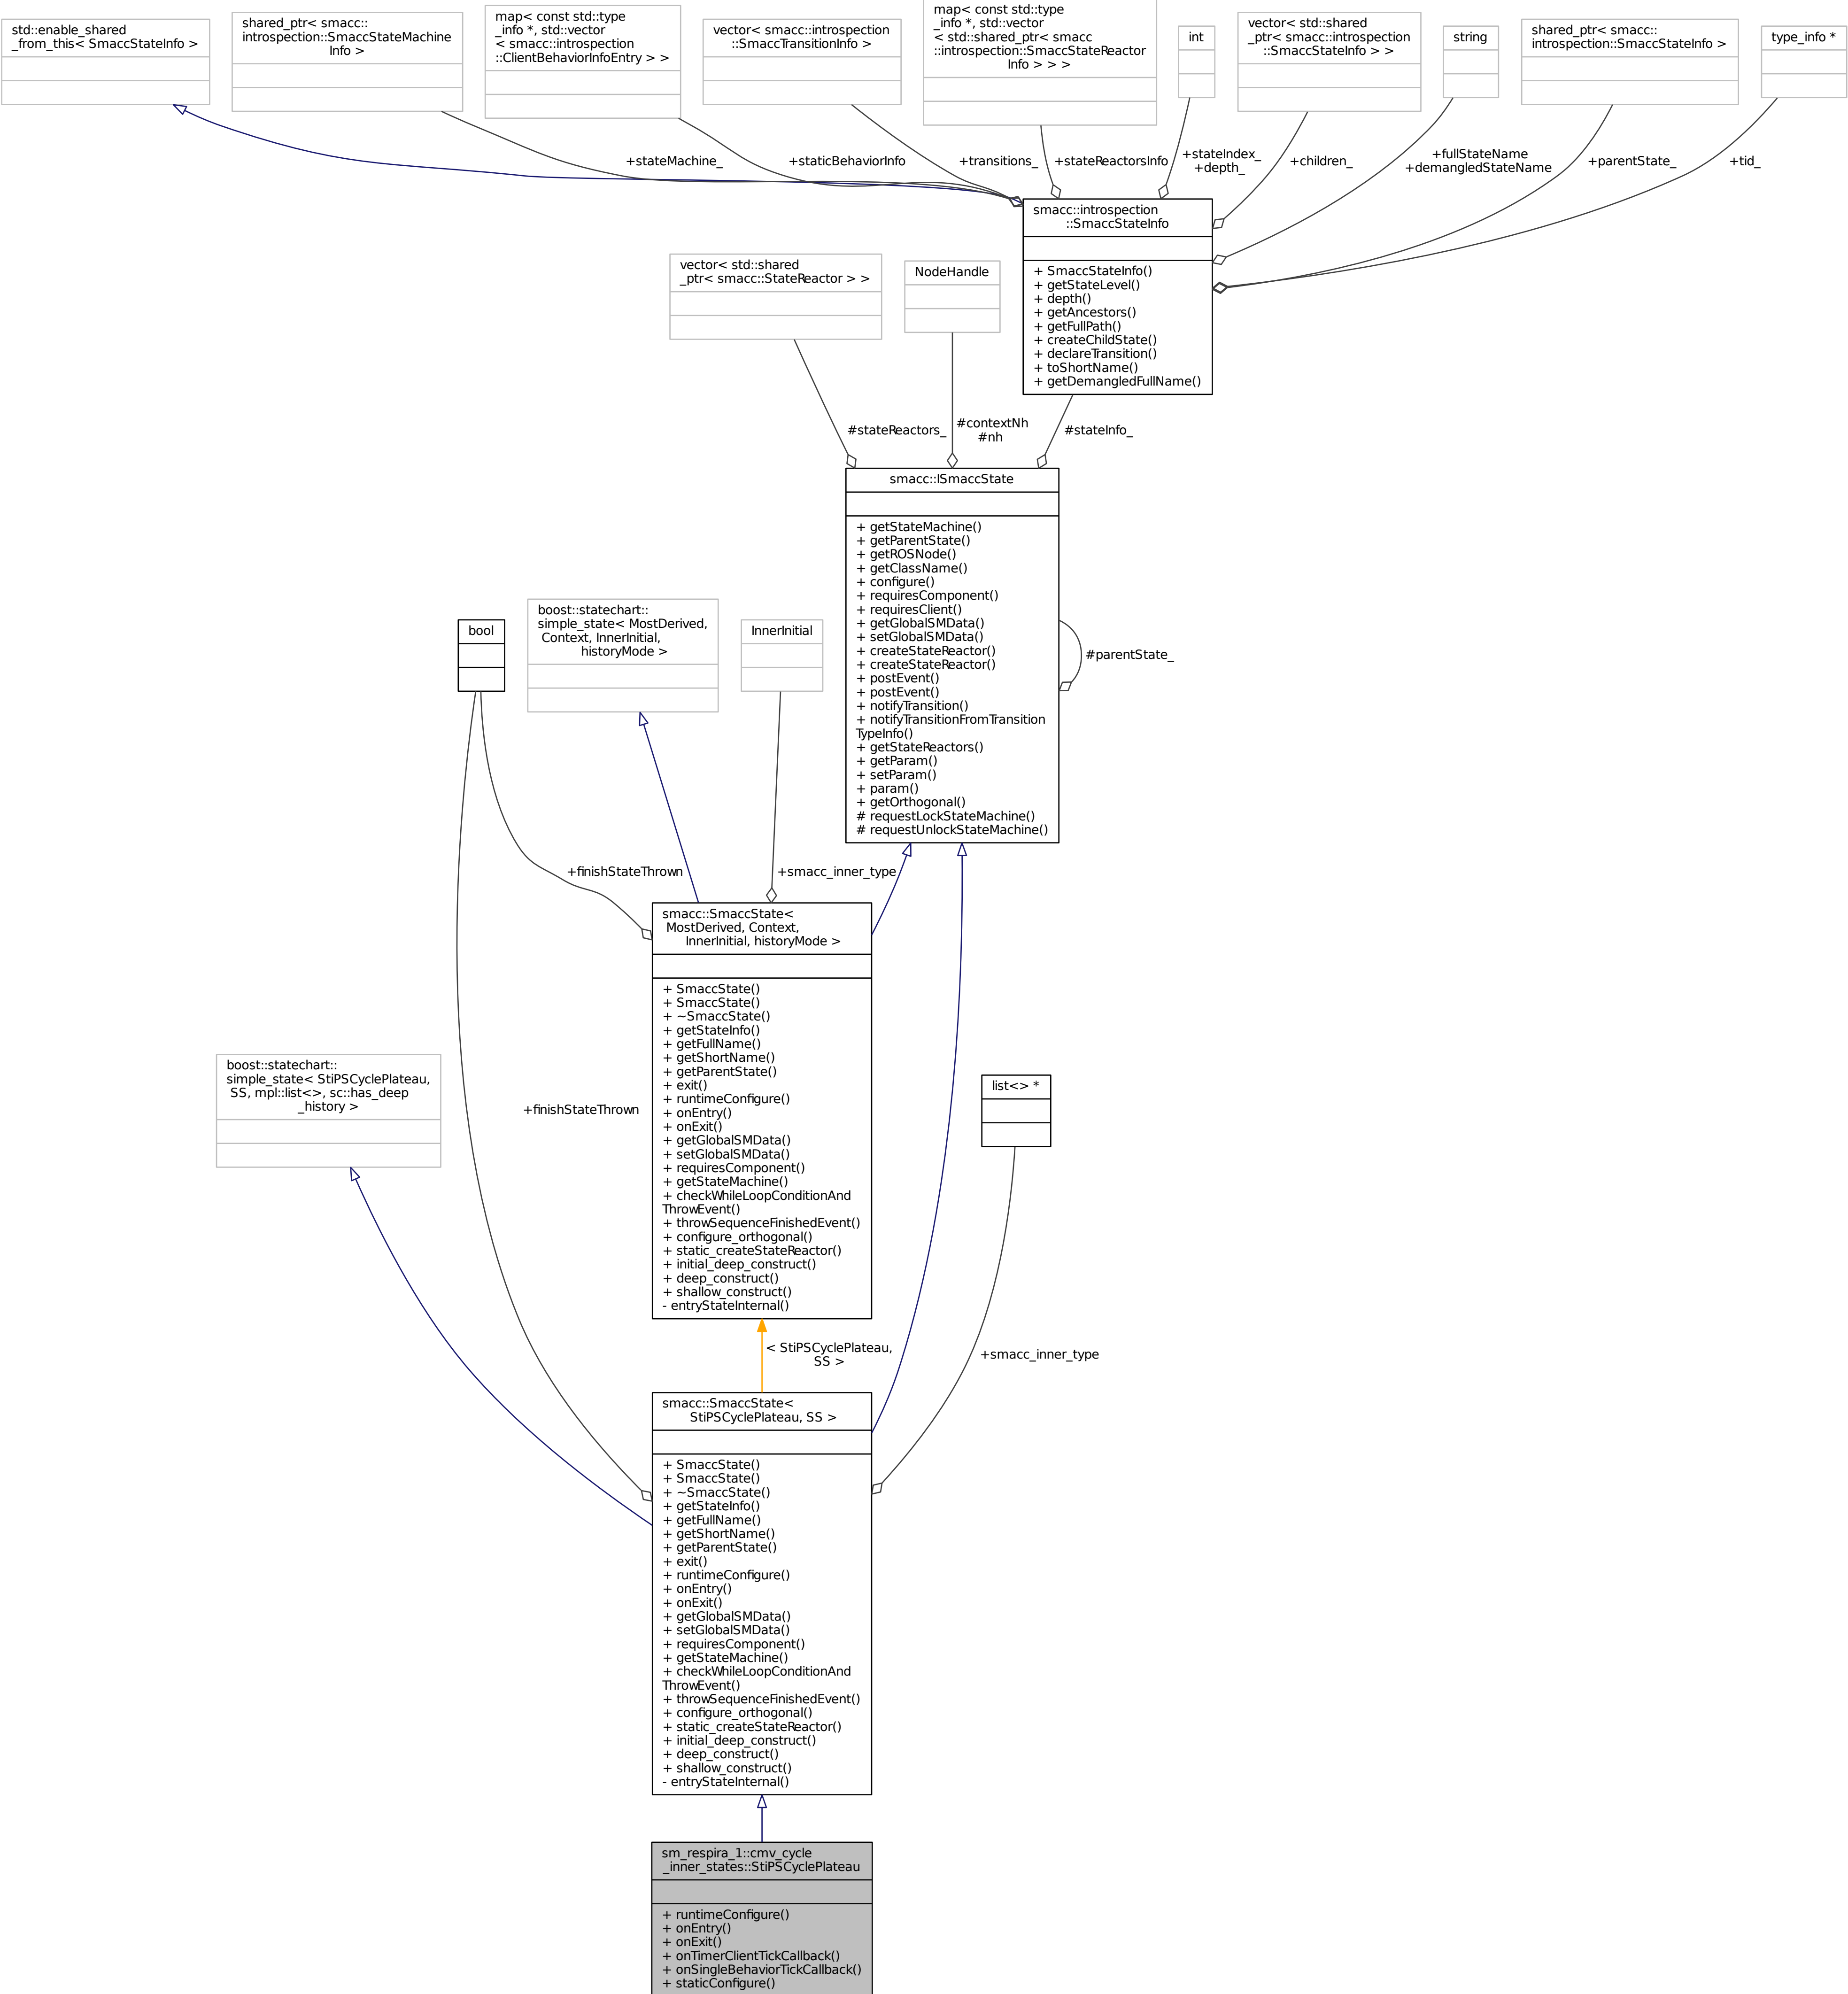 std::enable_shared
_from_this< SmaccStateInfo >
shared_ptr< smacc::
introspection::SmaccStateMachine
Info >
map< const std::type
_info *, std::vector
< smacc::introspection
::ClientBehaviorInfoEntry > >
vector< smacc::introspection
::SmaccTransitionInfo >
map< const std::type
_info *, std::vector
< std::shared_ptr< smacc
::introspection::SmaccStateReactor
Info > > >
int
vector< std::shared
_ptr< smacc::introspection
::SmaccStateInfo > >
string
shared_ptr< smacc::
introspection::SmaccStateInfo >
type_info *
+stateMachine_
+staticBehaviorInfo
+transitions_
+stateReactorsInfo
+stateIndex_
+depth_
+children_
+fullStateName
+demangledStateName
+parentState_
+tid_
smacc::introspection
::SmaccStateInfo
+ SmaccStateInfo()
+ getStateLevel()
+ depth()
+ getAncestors()
+ getFullPath()
+ createChildState()
+ declareTransition()
+ toShortName()
+ getDemangledFullName()
vector< std::shared
_ptr< smacc::StateReactor > >
NodeHandle
#stateReactors_
#contextNh
#nh
#stateInfo_
smacc::ISmaccState
+ getStateMachine()
+ getParentState()
+ getROSNode()
+ getClassName()
+ configure()
+ requiresComponent()
+ requiresClient()
+ getGlobalSMData()
+ setGlobalSMData()
+ createStateReactor()
+ createStateReactor()
+ postEvent()
+ postEvent()
+ notifyTransition()
+ notifyTransitionFromTransition
TypeInfo()
+ getStateReactors()
+ getParam()
+ setParam()
+ param()
+ getOrthogonal()
# requestLockStateMachine()
# requestUnlockStateMachine()
#parentState_
bool
boost::statechart::
simple_state< MostDerived,
Context, InnerInitial,
historyMode >
InnerInitial
+finishStateThrown
+smacc_inner_type
smacc::SmaccState<
MostDerived, Context,
InnerInitial, historyMode >
+ SmaccState()
+ SmaccState()
+ ~SmaccState()
+ getStateInfo()
+ getFullName()
+ getShortName()
+ getParentState()
+ exit()
+ runtimeConfigure()
+ onEntry()
+ onExit()
+ getGlobalSMData()
+ setGlobalSMData()
+ requiresComponent()
+ getStateMachine()
+ checkWhileLoopConditionAnd
ThrowEvent()
+ throwSequenceFinishedEvent()
+ configure_orthogonal()
+ static_createStateReactor()
+ initial_deep_construct()
+ deep_construct()
+ shallow_construct()
- entryStateInternal()
boost::statechart::
simple_state< StiPSCyclePlateau,
SS, mpl::list<>, sc::has_deep
_history >
+finishStateThrown
list<> *
< StiPSCyclePlateau,
SS >
+smacc_inner_type
smacc::SmaccState<
StiPSCyclePlateau, SS >
+ SmaccState()
+ SmaccState()
+ ~SmaccState()
+ getStateInfo()
+ getFullName()
+ getShortName()
+ getParentState()
+ exit()
+ runtimeConfigure()
+ onEntry()
+ onExit()
+ getGlobalSMData()
+ setGlobalSMData()
+ requiresComponent()
+ getStateMachine()
+ checkWhileLoopConditionAnd
ThrowEvent()
+ throwSequenceFinishedEvent()
+ configure_orthogonal()
+ static_createStateReactor()
+ initial_deep_construct()
+ deep_construct()
+ shallow_construct()
- entryStateInternal()
sm_respira_1::cmv_cycle
_inner_states::StiPSCyclePlateau
+ runtimeConfigure()
+ onEntry()
+ onExit()
+ onTimerClientTickCallback()
+ onSingleBehaviorTickCallback()
+ staticConfigure()